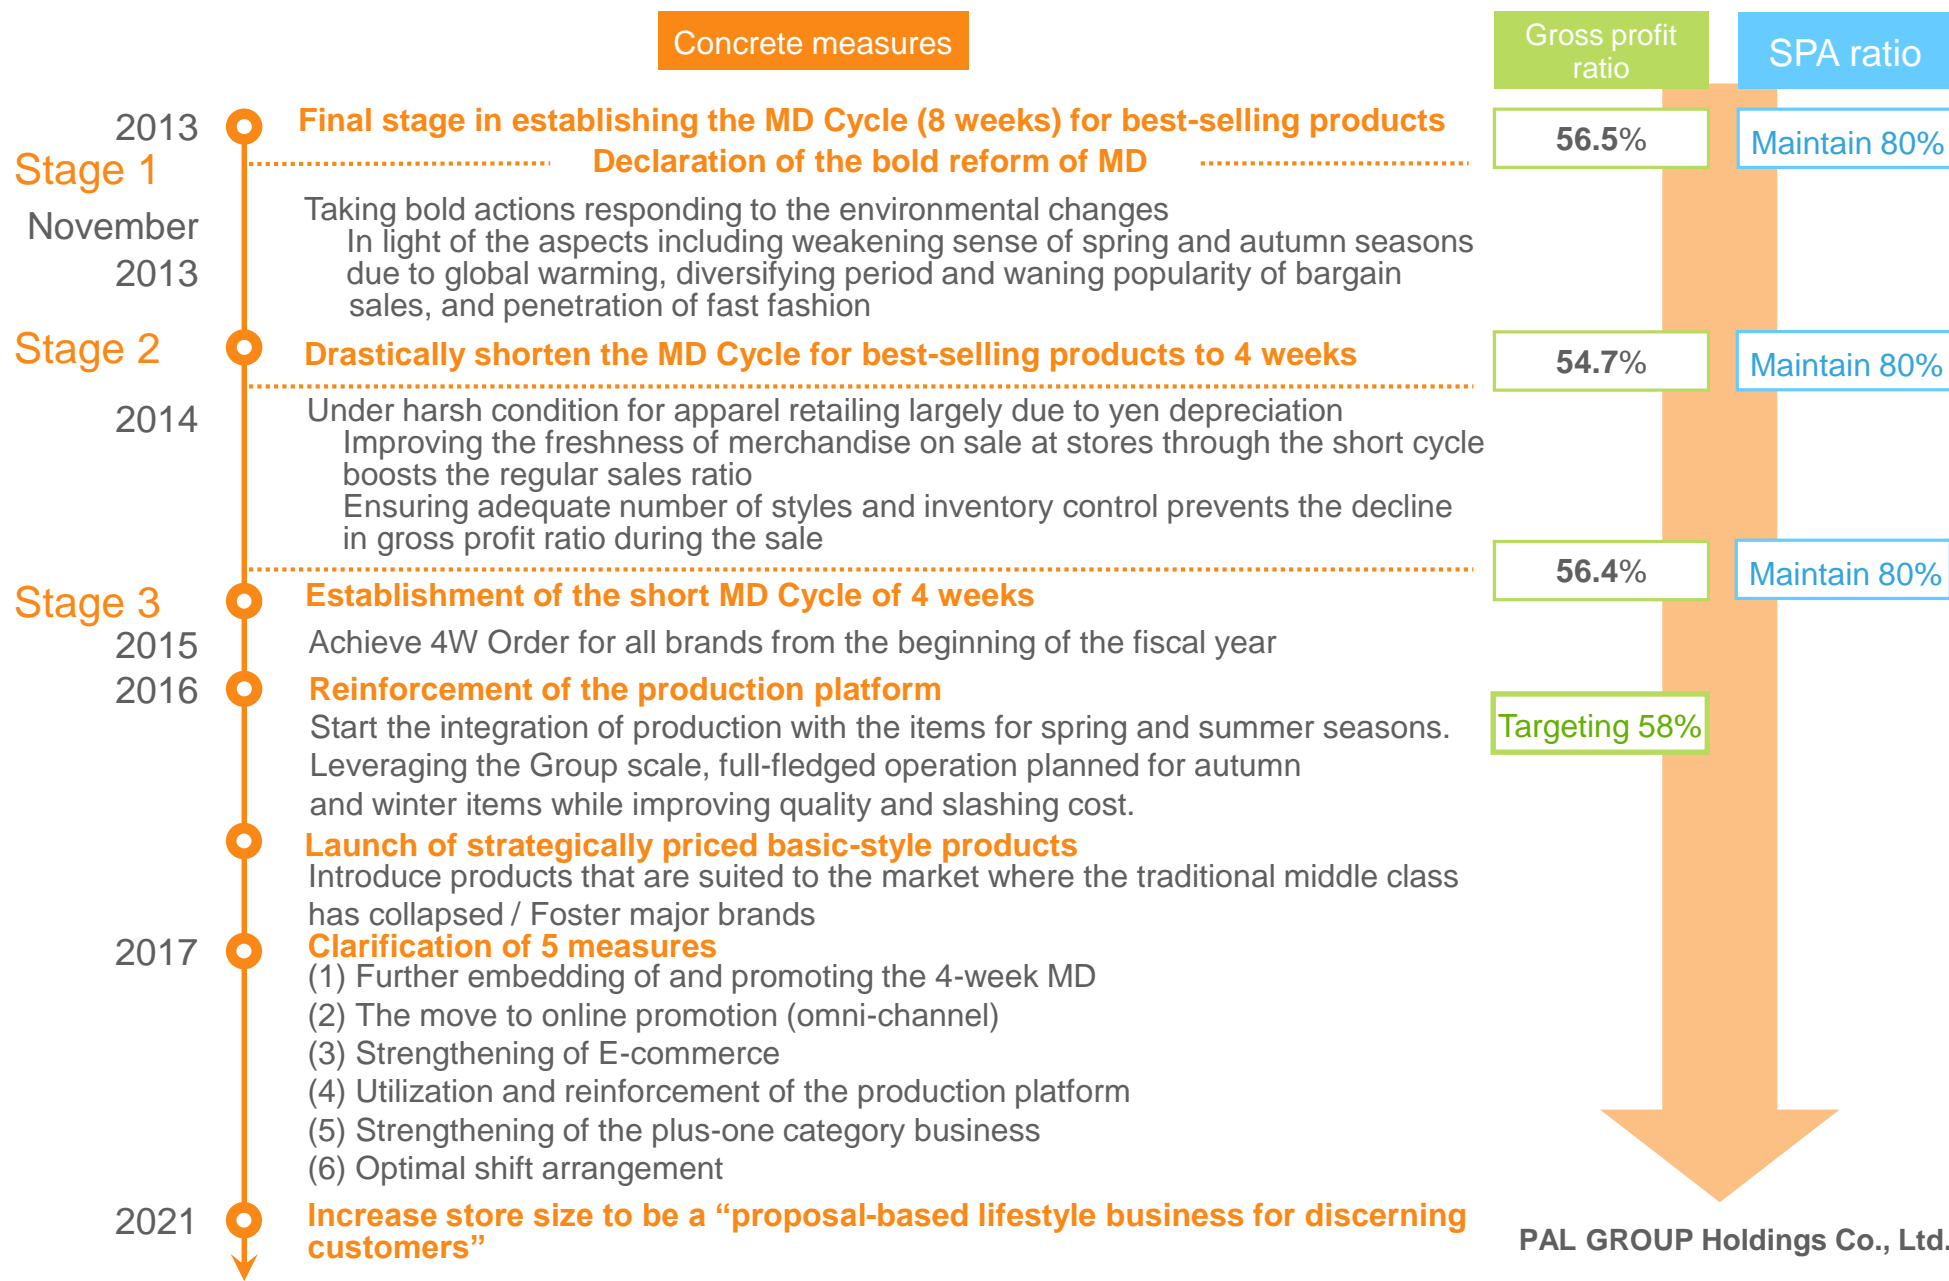 Concrete measures
Gross profit
ratio
SPA ratio
2013
Final stage in establishing the MD Cycle (8 weeks) for best-selling products
56.5%
Maintain 80%
Stage 1
Declaration of the bold reform of MD
November
2013
Taking bold actions responding to the environmental changes
In light of the aspects including weakening sense of spring and autumn seasons
due to global warming, diversifying period and waning popularity of bargain
sales, and penetration of fast fashion
Stage 2
Drastically shorten the MD Cycle for best-selling products to 4 weeks
54.7%
Maintain 80%
2014
Under harsh condition for apparel retailing largely due to yen depreciation
Improving the freshness of merchandise on sale at stores through the short cycle
boosts the regular sales ratio
Ensuring adequate number of styles and inventory control prevents the decline
in gross profit ratio during the sale
56.4%
Maintain 80%
Stage 3
Establishment of the short MD Cycle of 4 weeks
2015
Achieve 4W Order for all brands from the beginning of the fiscal year
2016
Reinforcement of the production platform
Targeting 58%
Start the integration of production with the items for spring and summer seasons.
Leveraging the Group scale, full-fledged operation planned for autumn
and winter items while improving quality and slashing cost.
Launch of strategically priced basic-style products
Introduce products that are suited to the market where the traditional middle class
has collapsed / Foster major brands
2017
Clarification of 5 measures
(1) Further embedding of and promoting the 4-week MD
(2) The move to online promotion (omni-channel)
(3) Strengthening of E-commerce
(4) Utilization and reinforcement of the production platform
(5) Strengthening of the plus-one category business
(6) Optimal shift arrangement
2021
Increase store size to be a “proposal-based lifestyle business for discerning
customers”
PAL GROUP Holdings Co., Ltd.